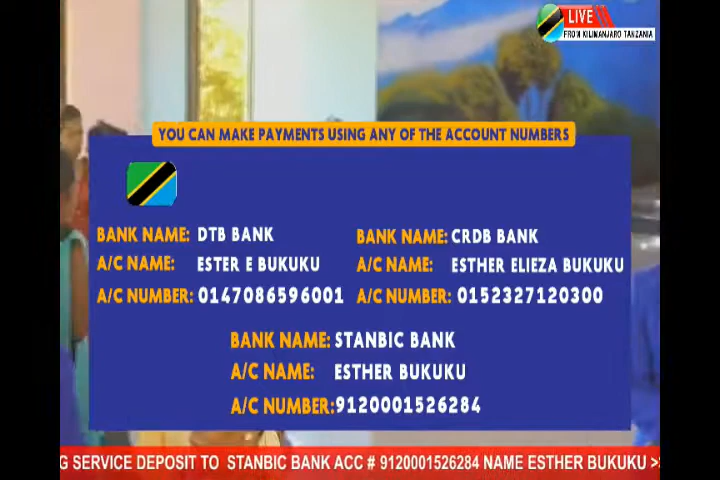 LIVE
FROM KILIMANJARO TANZANIA
YOU CAN MAKE PAYMENTS USING ANY OF THE ACCOUNT NUMBERS
BANK NAME: DTB BANK
A/C NAME: ESTER E BUKUKU
A/C NUMBER: 0147086596001
BANK NAME: CRDB BANK
A/C NAME: ESTHER ELIEZA BUKUKU
A/C NUMBER: 0152327120300
BANK NAME: STANBIC BANK
A/C NAME: ESTHER BUKUKU
A/C NUMBER: 9120001526284
G SERVICE DEPOSIT TO STANBIC BANK ACC # 9120001526284 NAME ESTHER BUKUKU >>